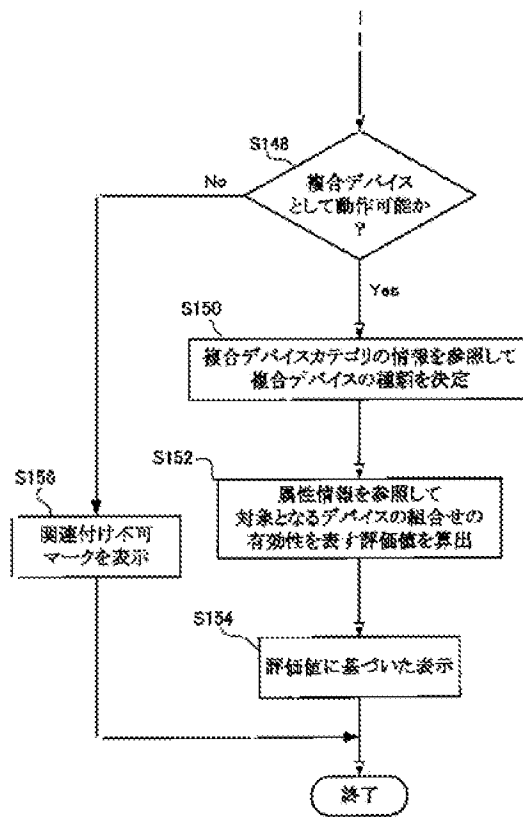 S148
複合デバイス
として動作可能か
?
No
Yes
S150
複合デバイスカテゴリの情報を参照して
複合デバイスの種類を決定
S152
属性情報を参照して
対象となるデバイスの組合せの
有効性を表す評価値を算出
S156
関連付け不可
マークを表示
S154
評価値に基づいた表示
終了